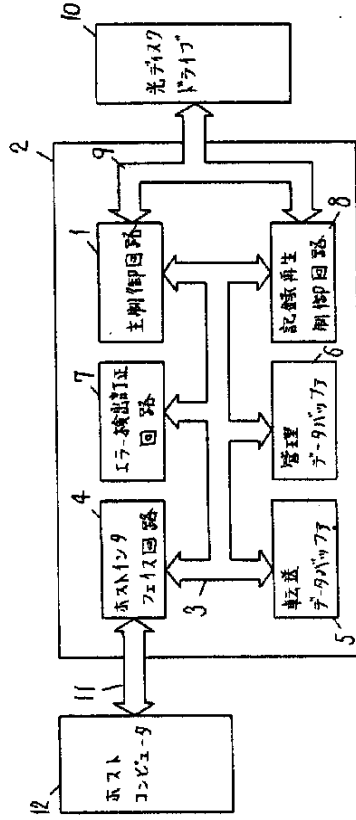 12
ホスト
コンピュータ
11
2
4
ホストインタ
フェイス回路
7
エラー検出訂正
回路
1
主制御回路
9
10
光ディスク
ドライブ
3
転送
データバッファ
5
管理
データバッファ
6
記録再生
制御回路
8